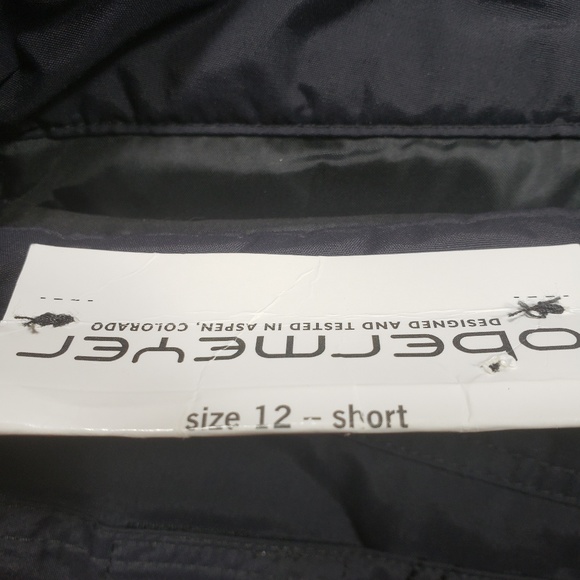 DESIGNED AND TESTED IN ASPEN, COLORADO
obermeyer
size 12 -- short